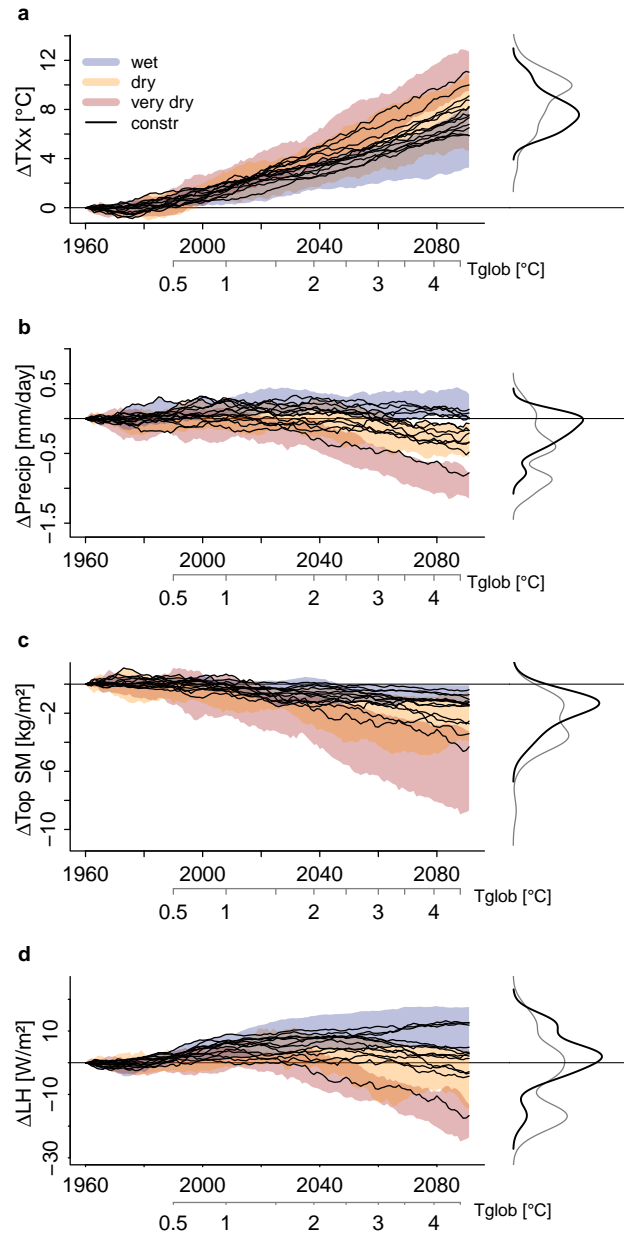 a
ΔTXx [°C]
12
8
4
0
wet
dry
very dry
constr
1960 2000 2040 2080
0.5 1 2 3 4 Tglob [°C]
b
ΔPrecip [mm/day]
0.5
−0.5
−1.5
1960 2000 2040 2080
0.5 1 2 3 4 Tglob [°C]
c
ΔTop SM [kg/m²]
−2
−6
−10
1960 2000 2040 2080
0.5 1 2 3 4 Tglob [°C]
d
ΔLH [W/m²]
10
−10
−30
1960 2000 2040 2080
0.5 1 2 3 4 Tglob [°C]